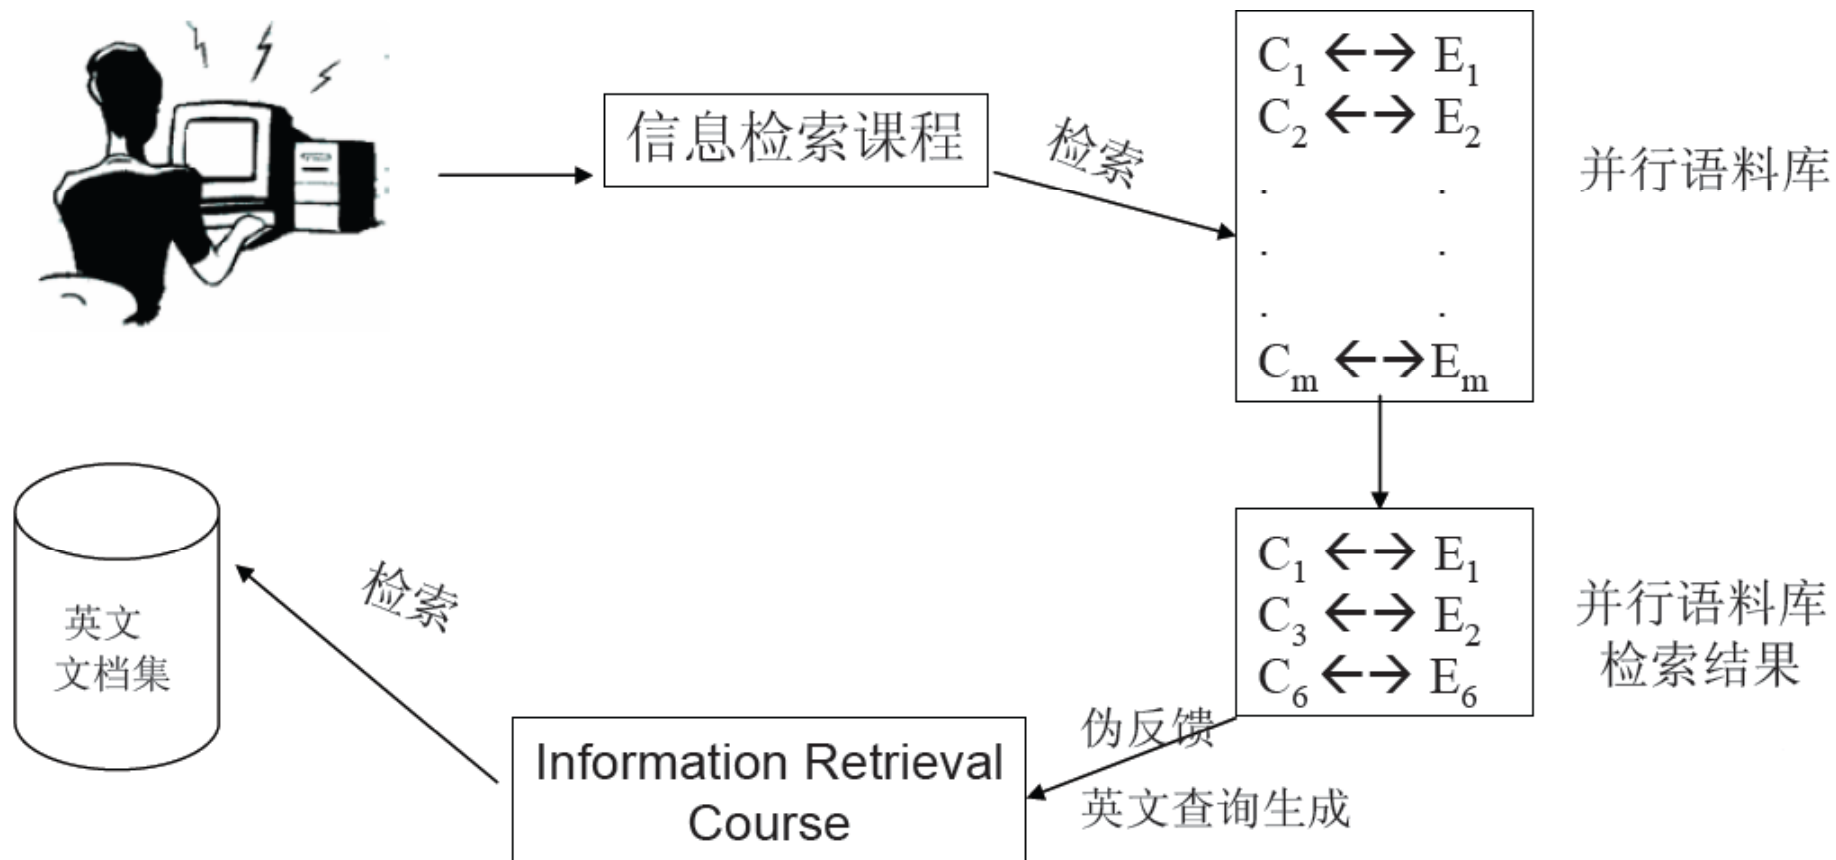 信息检索课程
检索
C₁ ←→ E₁
C₂ ←→ E₂
. .
. .
. .
Cₘ ←→ Eₘ
并行语料库
C₁ ←→ E₁
C₃ ←→ E₂
C₆ ←→ E₆
并行语料库
检索结果
伪反馈
英文查询生成
Information Retrieval
Course
检索
英文
文档集